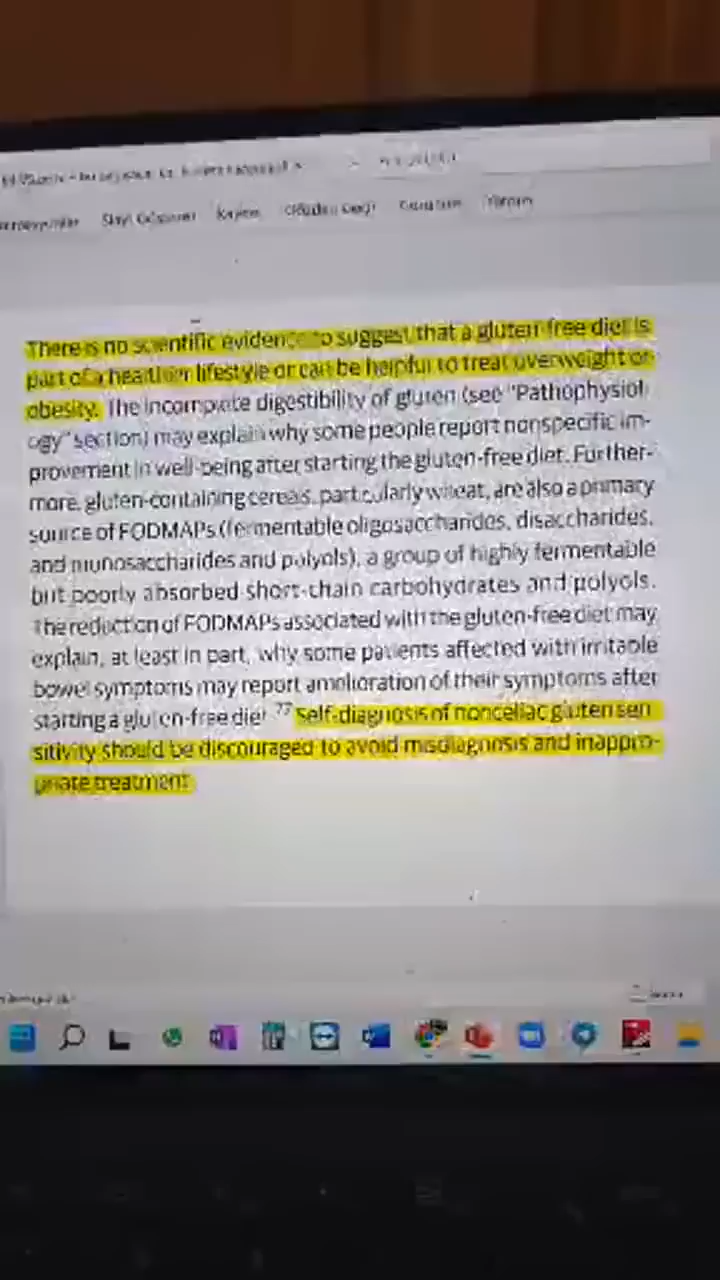 There is no scientific evidence to suggest that a gluten-free diet is
part of a healthier lifestyle or can be helpful to treat overweight or
obesity. The incomplete digestibility of gluten (see "Pathophysiol-
ogy" section) may explain why some people report nonspecific im-
provement in well-being after starting the gluten-free diet. Further-
more, gluten-containing cereals, particularly wheat, are also a primary
source of FODMAPs (fermentable oligosaccharides, disaccharides,
and monosaccharides and polyols), a group of highly fermentable
but poorly absorbed short-chain carbohydrates and polyols.
The reduction of FODMAPs associated with the gluten-free diet may
explain, at least in part, why some patients affected with irritable
bowel symptoms may report amelioration of their symptoms after
starting a gluten-free diet.77 Self-diagnosis of nonceliac gluten sen-
sitivity should be discouraged to avoid misdiagnosis and inappro-
priate treatment